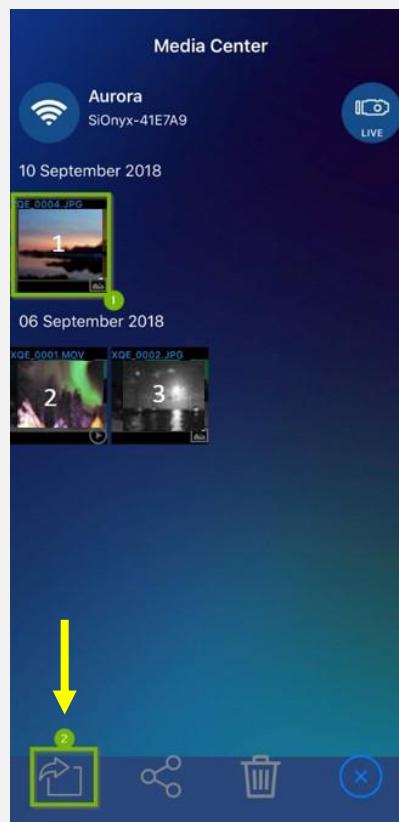 Media Center
Aurora
SiOnyx-41E7A9
LIVE
10 September 2018
XQE_0004.JPG
1
1
06 September 2018
XQE_0001.MOV
XQE_0002.JPG
2
3
2